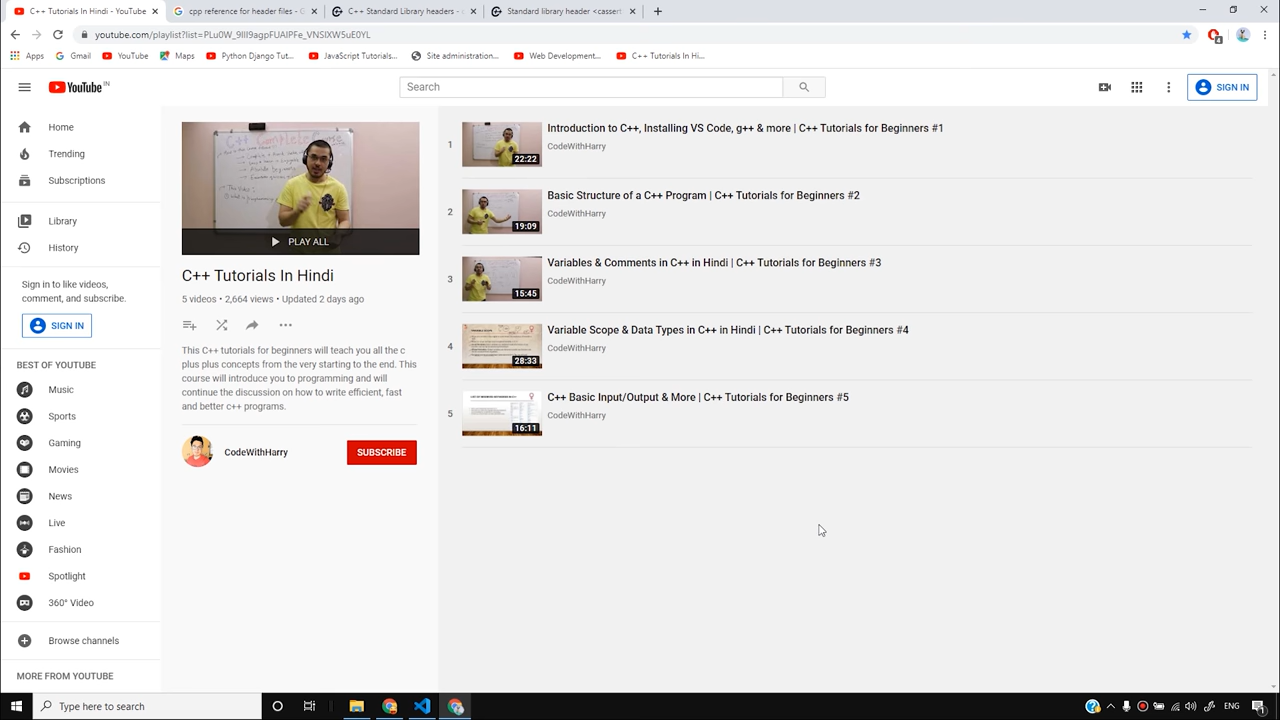 C++ Tutorials In Hindi - YouTube
cpp reference for header files - G
C++ Standard Library headers - c
Standard library header <cassert
youtube.com/playlist?list=PLu0W_9lII9agpFUAlPFe_VNSlXW5uE0YL
Apps
Gmail
YouTube
Maps
Python Django Tut...
JavaScript Tutorials...
Site administration...
Web Development...
C++ Tutorials In Hi...
YouTube IN
Search
SIGN IN
Home
Trending
Subscriptions
Library
History
Sign in to like videos,
comment, and subscribe.
SIGN IN
BEST OF YOUTUBE
Music
Sports
Gaming
Movies
News
Live
Fashion
Spotlight
360° Video
Browse channels
MORE FROM YOUTUBE
PLAY ALL
C++ Tutorials In Hindi
5 videos • 2,664 views • Updated 2 days ago
This C++ tutorials for beginners will teach you all the c
plus plus concepts from the very starting to the end. This
course will introduce you to programming and will
continue the discussion on how to write efficient, fast
and better c++ programs.
CodeWithHarry
SUBSCRIBE
1
22:22
Introduction to C++, Installing VS Code, g++ & more | C++ Tutorials for Beginners #1
CodeWithHarry
2
19:09
Basic Structure of a C++ Program | C++ Tutorials for Beginners #2
CodeWithHarry
3
15:45
Variables & Comments in C++ in Hindi | C++ Tutorials for Beginners #3
CodeWithHarry
4
28:33
Variable Scope & Data Types in C++ in Hindi | C++ Tutorials for Beginners #4
CodeWithHarry
5
16:11
C++ Basic Input/Output & More | C++ Tutorials for Beginners #5
CodeWithHarry
Type here to search
ENG